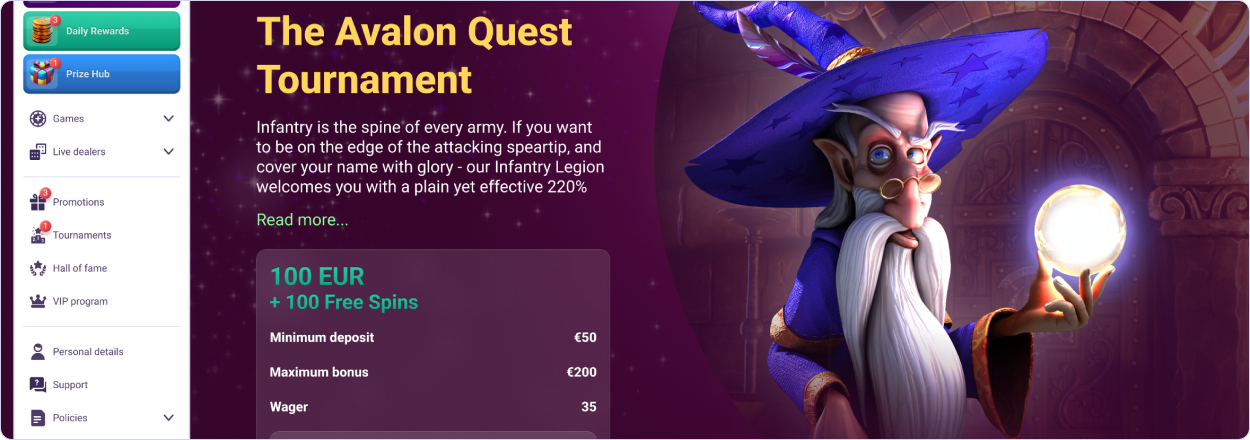 3
Daily Rewards
1
Prize Hub
Games
Live dealers
3
Promotions
1
Tournaments
Hall of fame
VIP program
Personal details
Support
Policies
The Avalon Quest
Tournament
Infantry is the spine of every army. If you want
to be on the edge of the attacking speartip, and
cover your name with glory - our Infantry Legion
welcomes you with a plain yet effective 220%
Read more...
100 EUR
+ 100 Free Spins
Minimum deposit €50
Maximum bonus €200
Wager 35